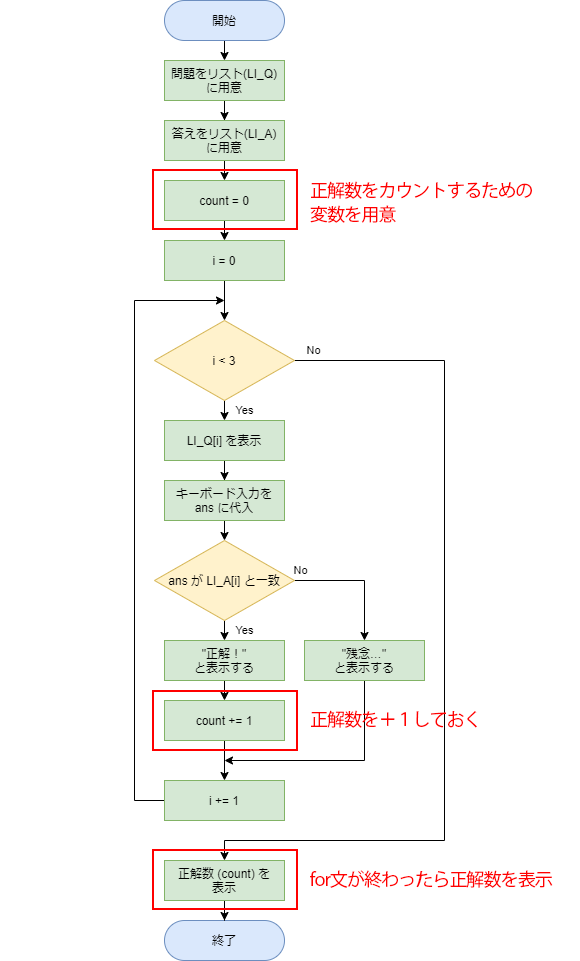 開始
問題をリスト(LI_Q)
に用意
答えをリスト(LI_A)
に用意
count = 0
正解数をカウントするための
変数を用意
i = 0
i < 3
No
Yes
LI_Q[i] を表示
キーボード入力を
ans に代入
ans が LI_A[i] と一致
No
Yes
"正解！"
と表示する
"残念..."
と表示する
count += 1
正解数を＋１しておく
i += 1
正解数 (count) を
表示
for文が終わったら正解数を表示
終了